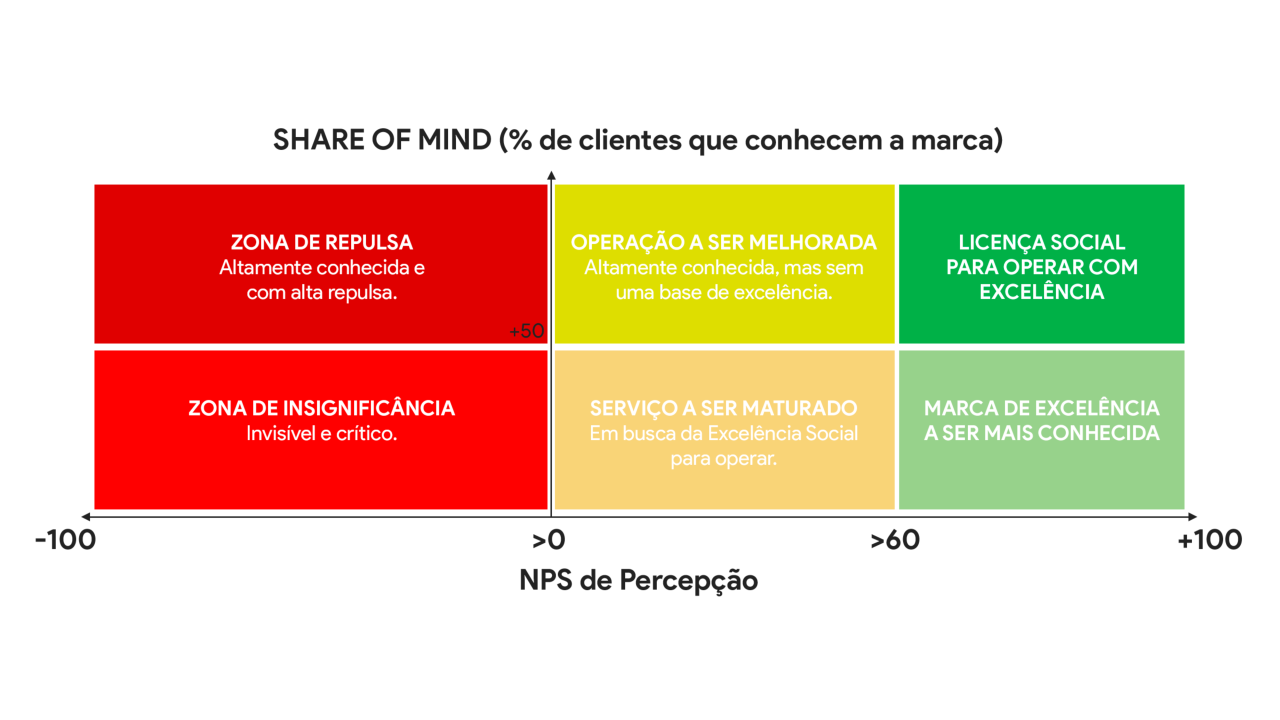 SHARE OF MIND (% de clientes que conhecem a marca)
ZONA DE REPULSA
Altamente conhecida e
com alta repulsa.
OPERAÇÃO A SER MELHORADA
Altamente conhecida, mas sem
uma base de excelência.
LICENÇA SOCIAL
PARA OPERAR COM
EXCELÊNCIA
+50
ZONA DE INSIGNIFICÂNCIA
Invisível e crítico.
SERVIÇO A SER MATURADO
Em busca da Excelência Social
para operar.
MARCA DE EXCELÊNCIA
A SER MAIS CONHECIDA
-100
>0
>60
+100
NPS de Percepção